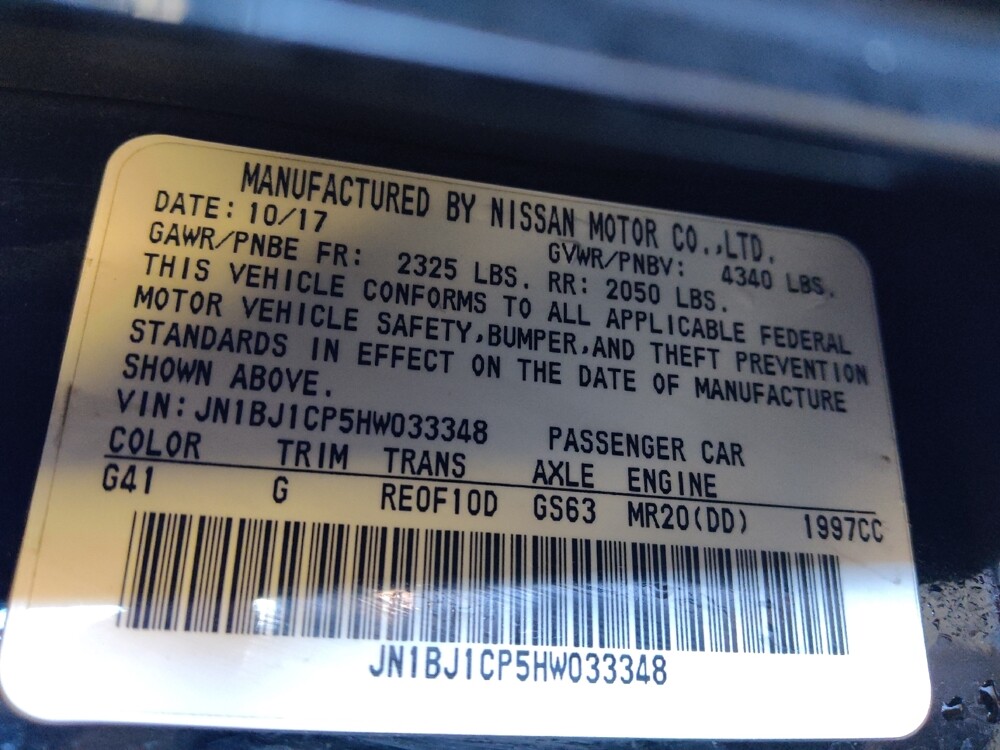 MANUFACTURED BY NISSAN MOTOR CO.,LTD.
DATE: 10/17 GVWR/PNBV: 4340 LBS.
GAWR/PNBE FR: 2325 LBS. RR: 2050 LBS.
THIS VEHICLE CONFORMS TO ALL APPLICABLE FEDERAL
MOTOR VEHICLE SAFETY,BUMPER,AND THEFT PREVENTION
STANDARDS IN EFFECT ON THE DATE OF MANUFACTURE
SHOWN ABOVE.
VIN: JN1BJ1CP5HW033348 PASSENGER CAR
COLOR TRIM TRANS AXLE ENGINE
G41 G RE0F10D GS63 MR20(DD) 1997CC
JN1BJ1CP5HW033348